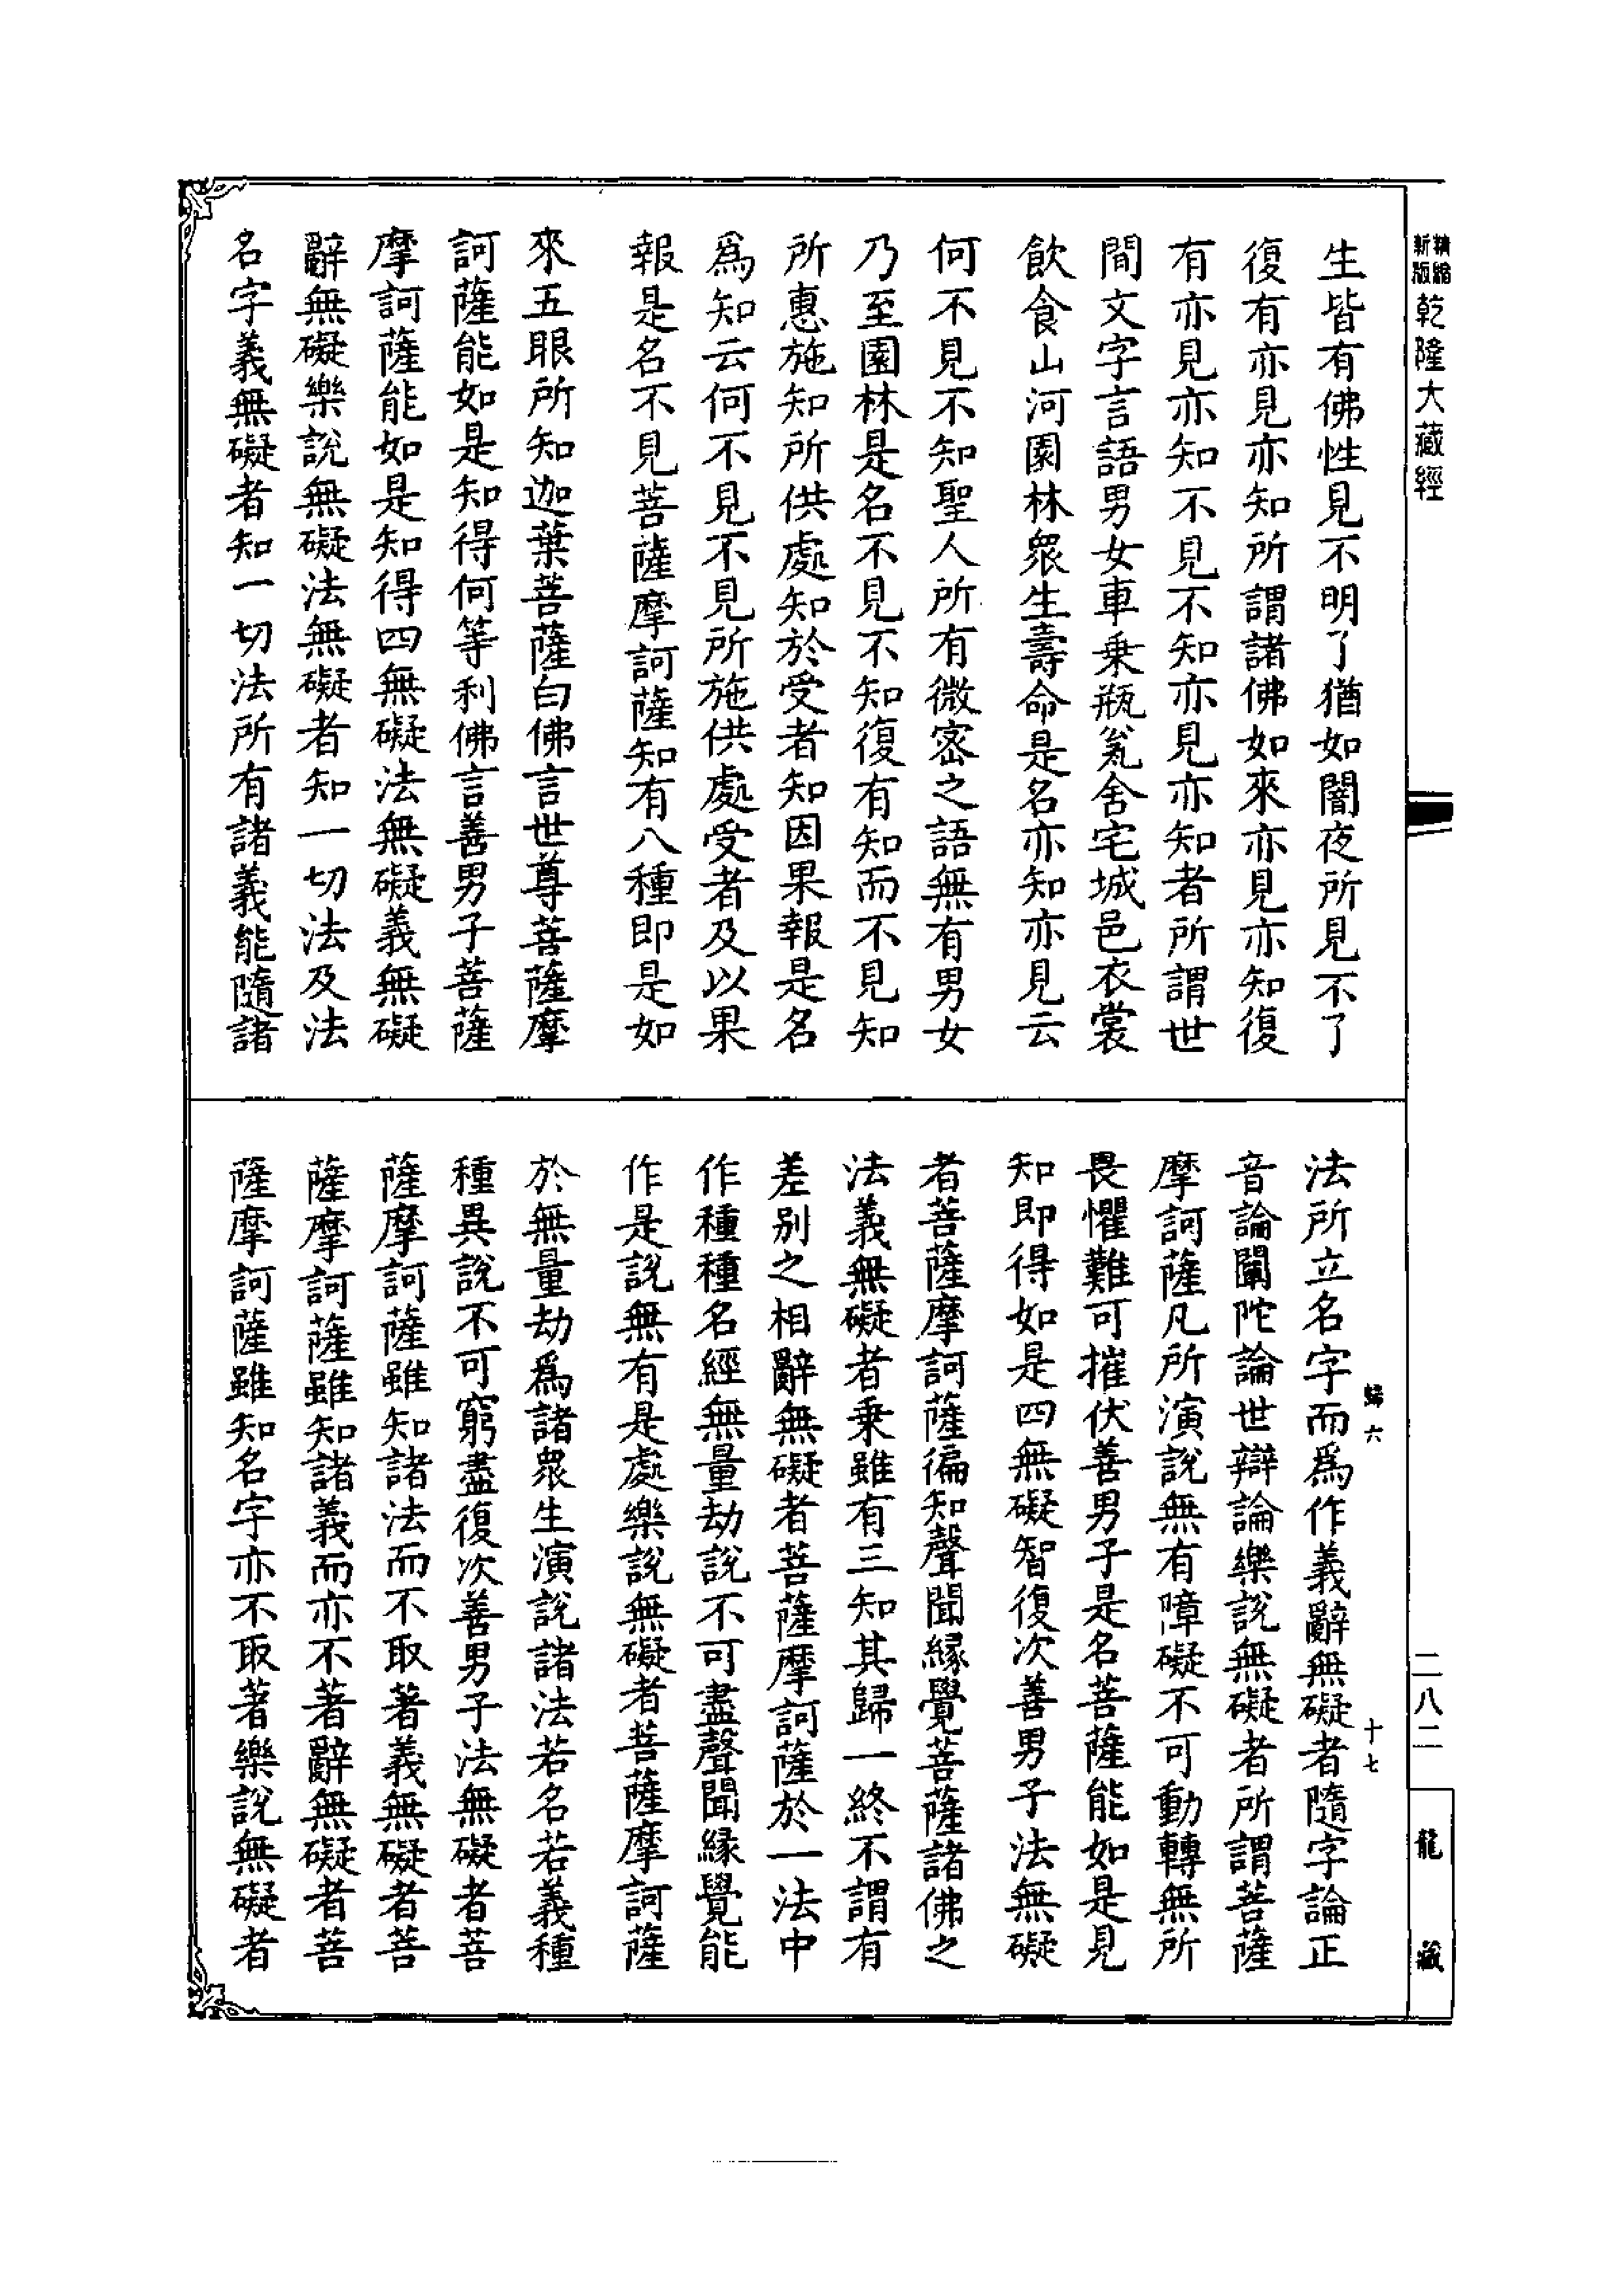 精縮新版乾隆大藏經
生皆有佛性見不明了猶如闇夜所見不了
復有亦見亦知所謂諸佛如來亦見亦知復
有亦見亦知不見不知亦見亦知者所謂世
間文字言語男女車乗瓶瓮舍宅城邑衣裳
飲食山河園林衆生壽命是名亦知亦見云
何不見不知聖人所有微密之語無有男女
乃至園林是名不見不知復有知而不見知
所惠施知所供處知於受者知因果報是名
爲知云何不見不見所施供處受者及以果
報是名不見菩薩摩訶薩知有八種即是如
來五眼所知迦葉菩薩白佛言世尊菩薩摩
訶薩能如是知得何等利佛言善男子菩薩
摩訶薩能如是知得四無礙法無礙義無礙
辭無礙樂說無礙法無礙者知一切法及法
名字義無礙者知一切法所有諸義能隨諸
歸六
十七
法所立名字而爲作義辭無礙者隨字論正
音論闡陀論世辯論樂說無礙者所謂菩薩
摩訶薩凡所演說無有障礙不可動轉無所
畏懼難可摧伏善男子是名菩薩能如是見
知即得如是四無礙智復次善男子法無礙
者菩薩摩訶薩徧知聲聞緣覺菩薩諸佛之
法義無礙者乗雖有三知其歸一終不謂有
差別之相辭無礙者菩薩摩訶薩於一法中
作種種名經無量劫說不可盡聲聞緣覺能
作是說無有是處樂說無礙者菩薩摩訶薩
於無量劫爲諸衆生演說諸法若名若義種
種異說不可窮盡復次善男子法無礙者菩
薩摩訶薩雖知諸法而不取著義無礙者菩
薩摩訶薩雖知諸義而亦不著辭無礙者菩
薩摩訶薩雖知名字亦不取著樂說無礙者
二八二
龍藏